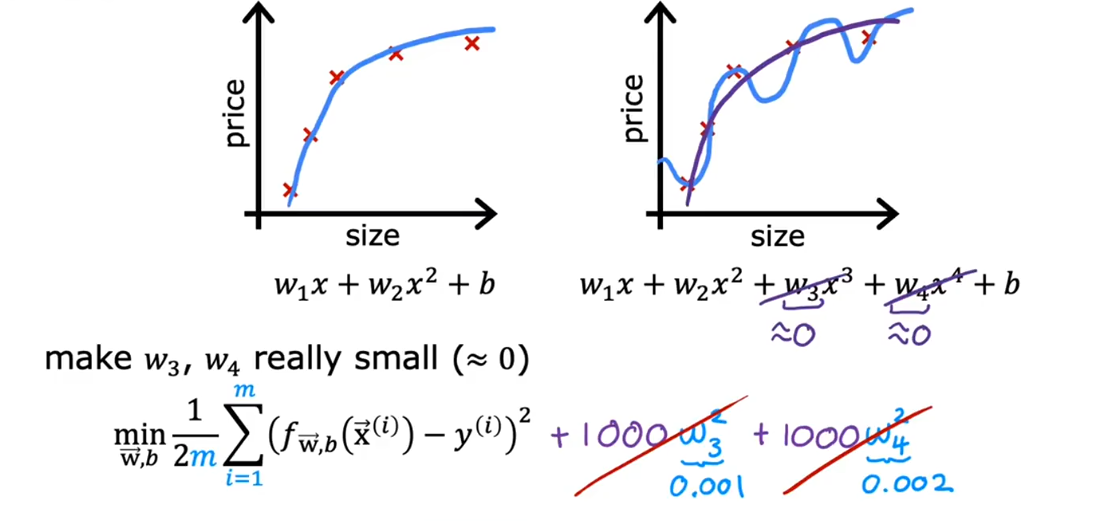 price
size
w₁x + w₂x² + b
price
size
w₁x + w₂x² + w₃x³ + w₄x⁴ + b
≈0 ≈0
make w₃, w₄ really small (≈ 0)
min_{w⃗,b} 1/2m ∑_{i=1}^{m} (f_{w⃗,b}(x⃗⁽ⁱ⁾) − y⁽ⁱ⁾)² + 1000 w₃² + 1000 w₄²
0.001 0.002